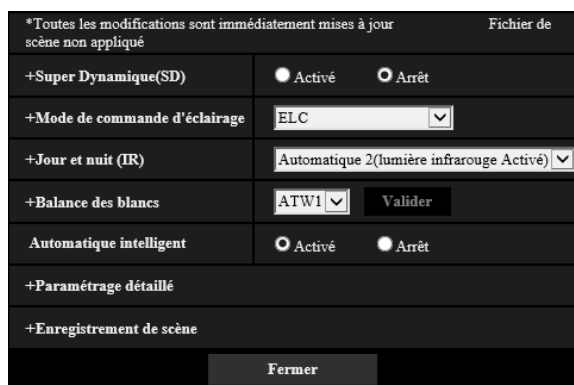 *Toutes les modifications sont immédiatement mises à jour Fichier de
scène non appliqué
+Super Dynamique(SD) Activé Arrêt
+Mode de commande d'éclairage ELC
+Jour et nuit (IR) Automatique 2(lumière infrarouge Activé)
+Balance des blancs ATW1 Valider
Automatique intelligent Activé Arrêt
+Paramétrage détaillé
+Enregistrement de scène
Fermer